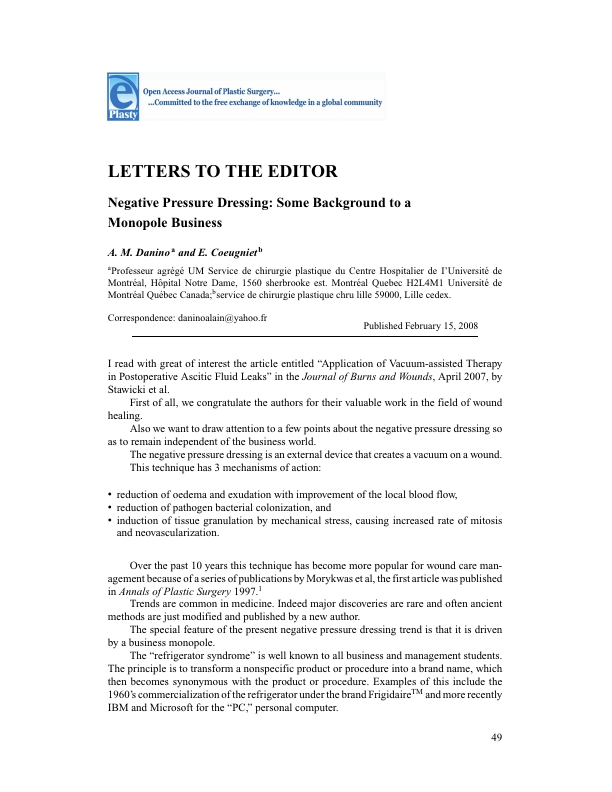 e
Plasty
Open Access Journal of Plastic Surgery...
...Committed to the free exchange of knowledge in a global community
LETTERS TO THE EDITOR
Negative Pressure Dressing: Some Background to a
Monopole Business
A. M. Danino a and E. Coeugniet b
aProfesseur agrégé UM Service de chirurgie plastique du Centre Hospitalier de I’Université de
Montréal, Hôpital Notre Dame, 1560 sherbrooke est. Montréal Quebec H2L4M1 Université de
Montréal Québec Canada;bservice de chirurgie plastique chru lille 59000, Lille cedex.
Correspondence: daninoalain@yahoo.fr
Published February 15, 2008
I read with great of interest the article entitled “Application of Vacuum-assisted Therapy
in Postoperative Ascitic Fluid Leaks” in the Journal of Burns and Wounds, April 2007, by
Stawicki et al.
First of all, we congratulate the authors for their valuable work in the field of wound
healing.
Also we want to draw attention to a few points about the negative pressure dressing so
as to remain independent of the business world.
The negative pressure dressing is an external device that creates a vacuum on a wound.
This technique has 3 mechanisms of action:
• reduction of oedema and exudation with improvement of the local blood flow,
• reduction of pathogen bacterial colonization, and
• induction of tissue granulation by mechanical stress, causing increased rate of mitosis
and neovascularization.
Over the past 10 years this technique has become more popular for wound care man-
agement because of a series of publications by Morykwas et al, the first article was published
in Annals of Plastic Surgery 1997.1
Trends are common in medicine. Indeed major discoveries are rare and often ancient
methods are just modified and published by a new author.
The special feature of the present negative pressure dressing trend is that it is driven
by a business monopole.
The “refrigerator syndrome” is well known to all business and management students.
The principle is to transform a nonspecific product or procedure into a brand name, which
then becomes synonymous with the product or procedure. Examples of this include the
1960’s commercialization of the refrigerator under the brand FrigidaireTM and more recently
IBM and Microsoft for the “PC,” personal computer.
49